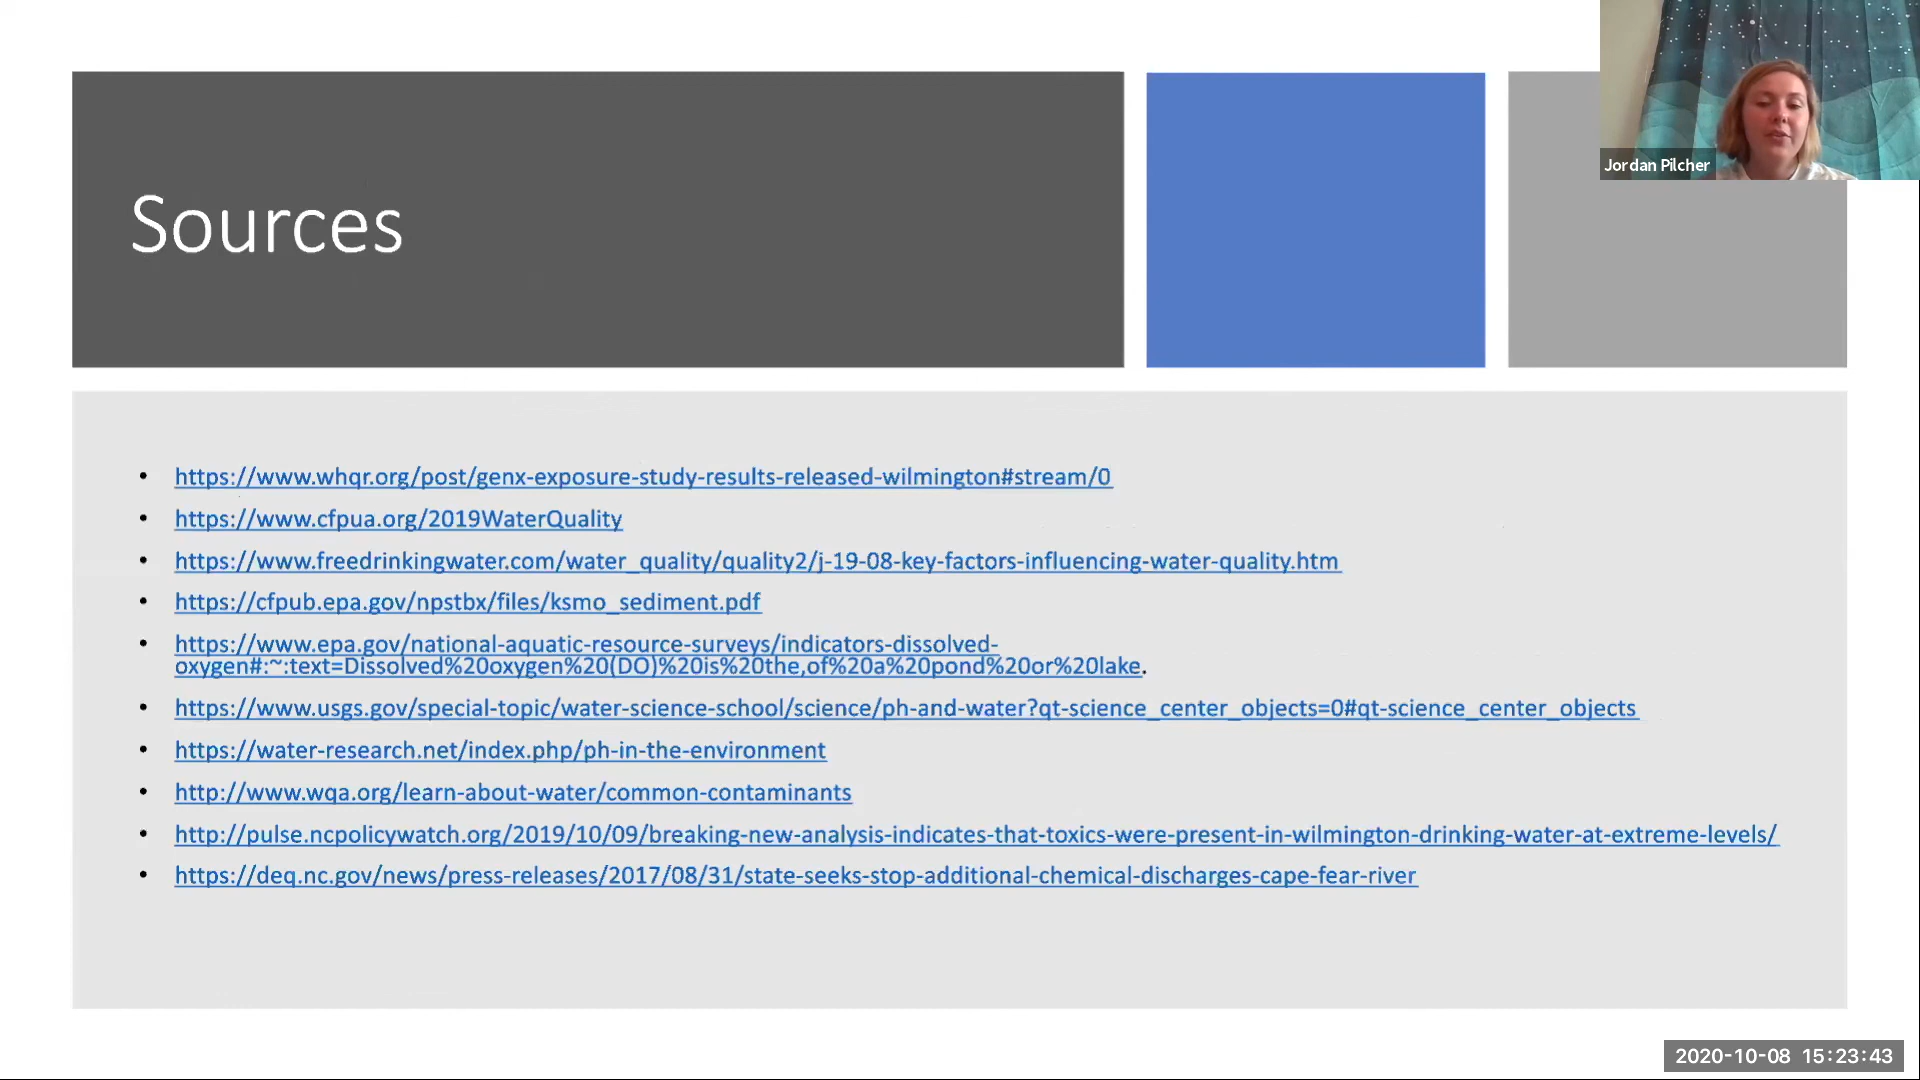 Jordan Pilcher
Sources
https://www.whqr.org/post/genx-exposure-study-results-released-wilmington#stream/0
https://www.cfpua.org/2019WaterQuality
https://www.freedrinkingwater.com/water_quality/quality2/j-19-08-key-factors-influencing-water-quality.htm
https://cfpub.epa.gov/npstbx/files/ksmo_sediment.pdf
https://www.epa.gov/national-aquatic-resource-surveys/indicators-dissolved-
oxygen#:~:text=Dissolved%20oxygen%20(DO)%20is%20the,of%20a%20pond%20or%20lake.
https://www.usgs.gov/special-topic/water-science-school/science/ph-and-water?qt-science_center_objects=0#qt-science_center_objects
https://water-research.net/index.php/ph-in-the-environment
http://www.wqa.org/learn-about-water/common-contaminants
http://pulse.ncpolicywatch.org/2019/10/09/breaking-new-analysis-indicates-that-toxics-were-present-in-wilmington-drinking-water-at-extreme-levels/
https://deq.nc.gov/news/press-releases/2017/08/31/state-seeks-stop-additional-chemical-discharges-cape-fear-river
2020-10-08 15:23:43